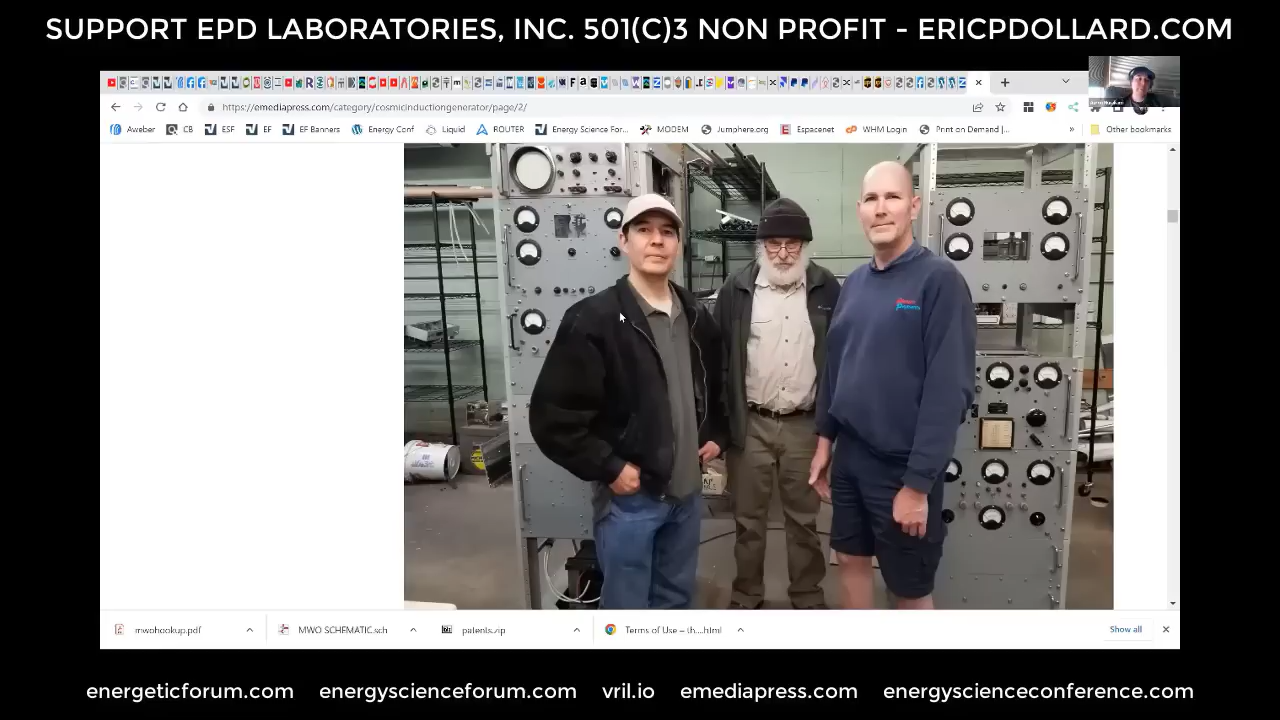 SUPPORT EPD LABORATORIES, INC. 501(C)3 NON PROFIT - ERICPDOLLARD.COM
https://emediapress.com/category/cosmicinductiongenerator/page/2/
Aweber CB ESF EF EF Banners Energy Conf Liquid ROUTER Energy Science For... MODEM Jumphere.org Espacenet WHM Login Print on Demand |... » Other bookmarks
mwohookup.pdf MWO SCHEMATIC.sch patents.zip Terms of Use – th....html Show all
energeticforum.com energyscienceforum.com vril.io emediapress.com energyscienceconference.com